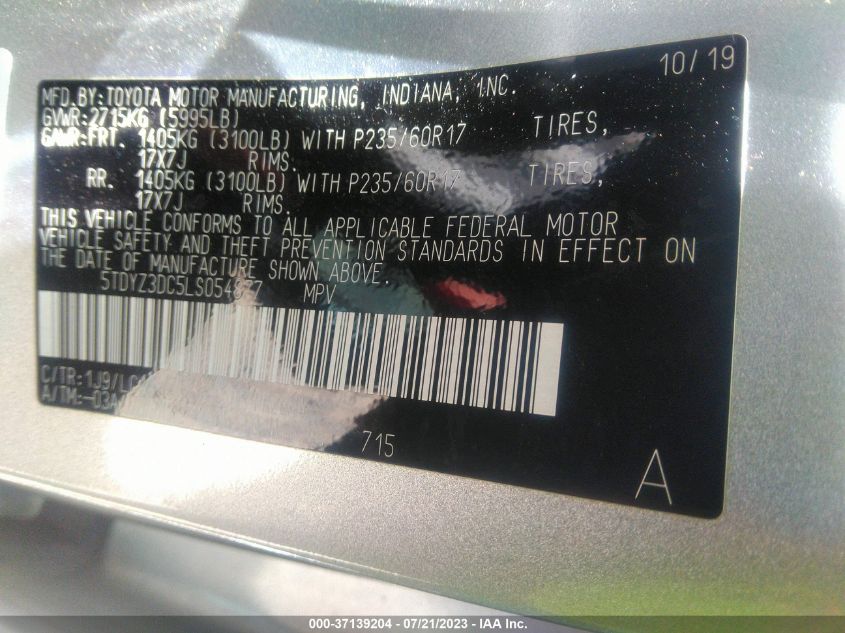 10/19
MFD.BY:TOYOTA MOTOR MANUFACTURING, INDIANA, INC.
GVWR:2715KG (5995LB)
GAWR:FRT. 1405KG (3100LB) WITH P235/60R17 TIRES,
17X7J RIMS.
RR. 1405KG (3100LB) WITH P235/60R17 TIRES,
17X7J RIMS.
THIS VEHICLE CONFORMS TO ALL APPLICABLE FEDERAL MOTOR
VEHICLE SAFETY AND THEFT PREVENTION STANDARDS IN EFFECT ON
THE DATE OF MANUFACTURE SHOWN ABOVE.
MPV
715
A
000-37139204 - 07/21/2023 - IAA Inc.